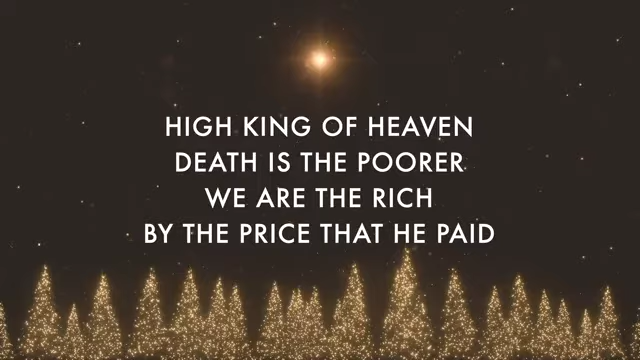 HIGH KING OF HEAVEN
DEATH IS THE POORER
WE ARE THE RICH
BY THE PRICE THAT HE PAID